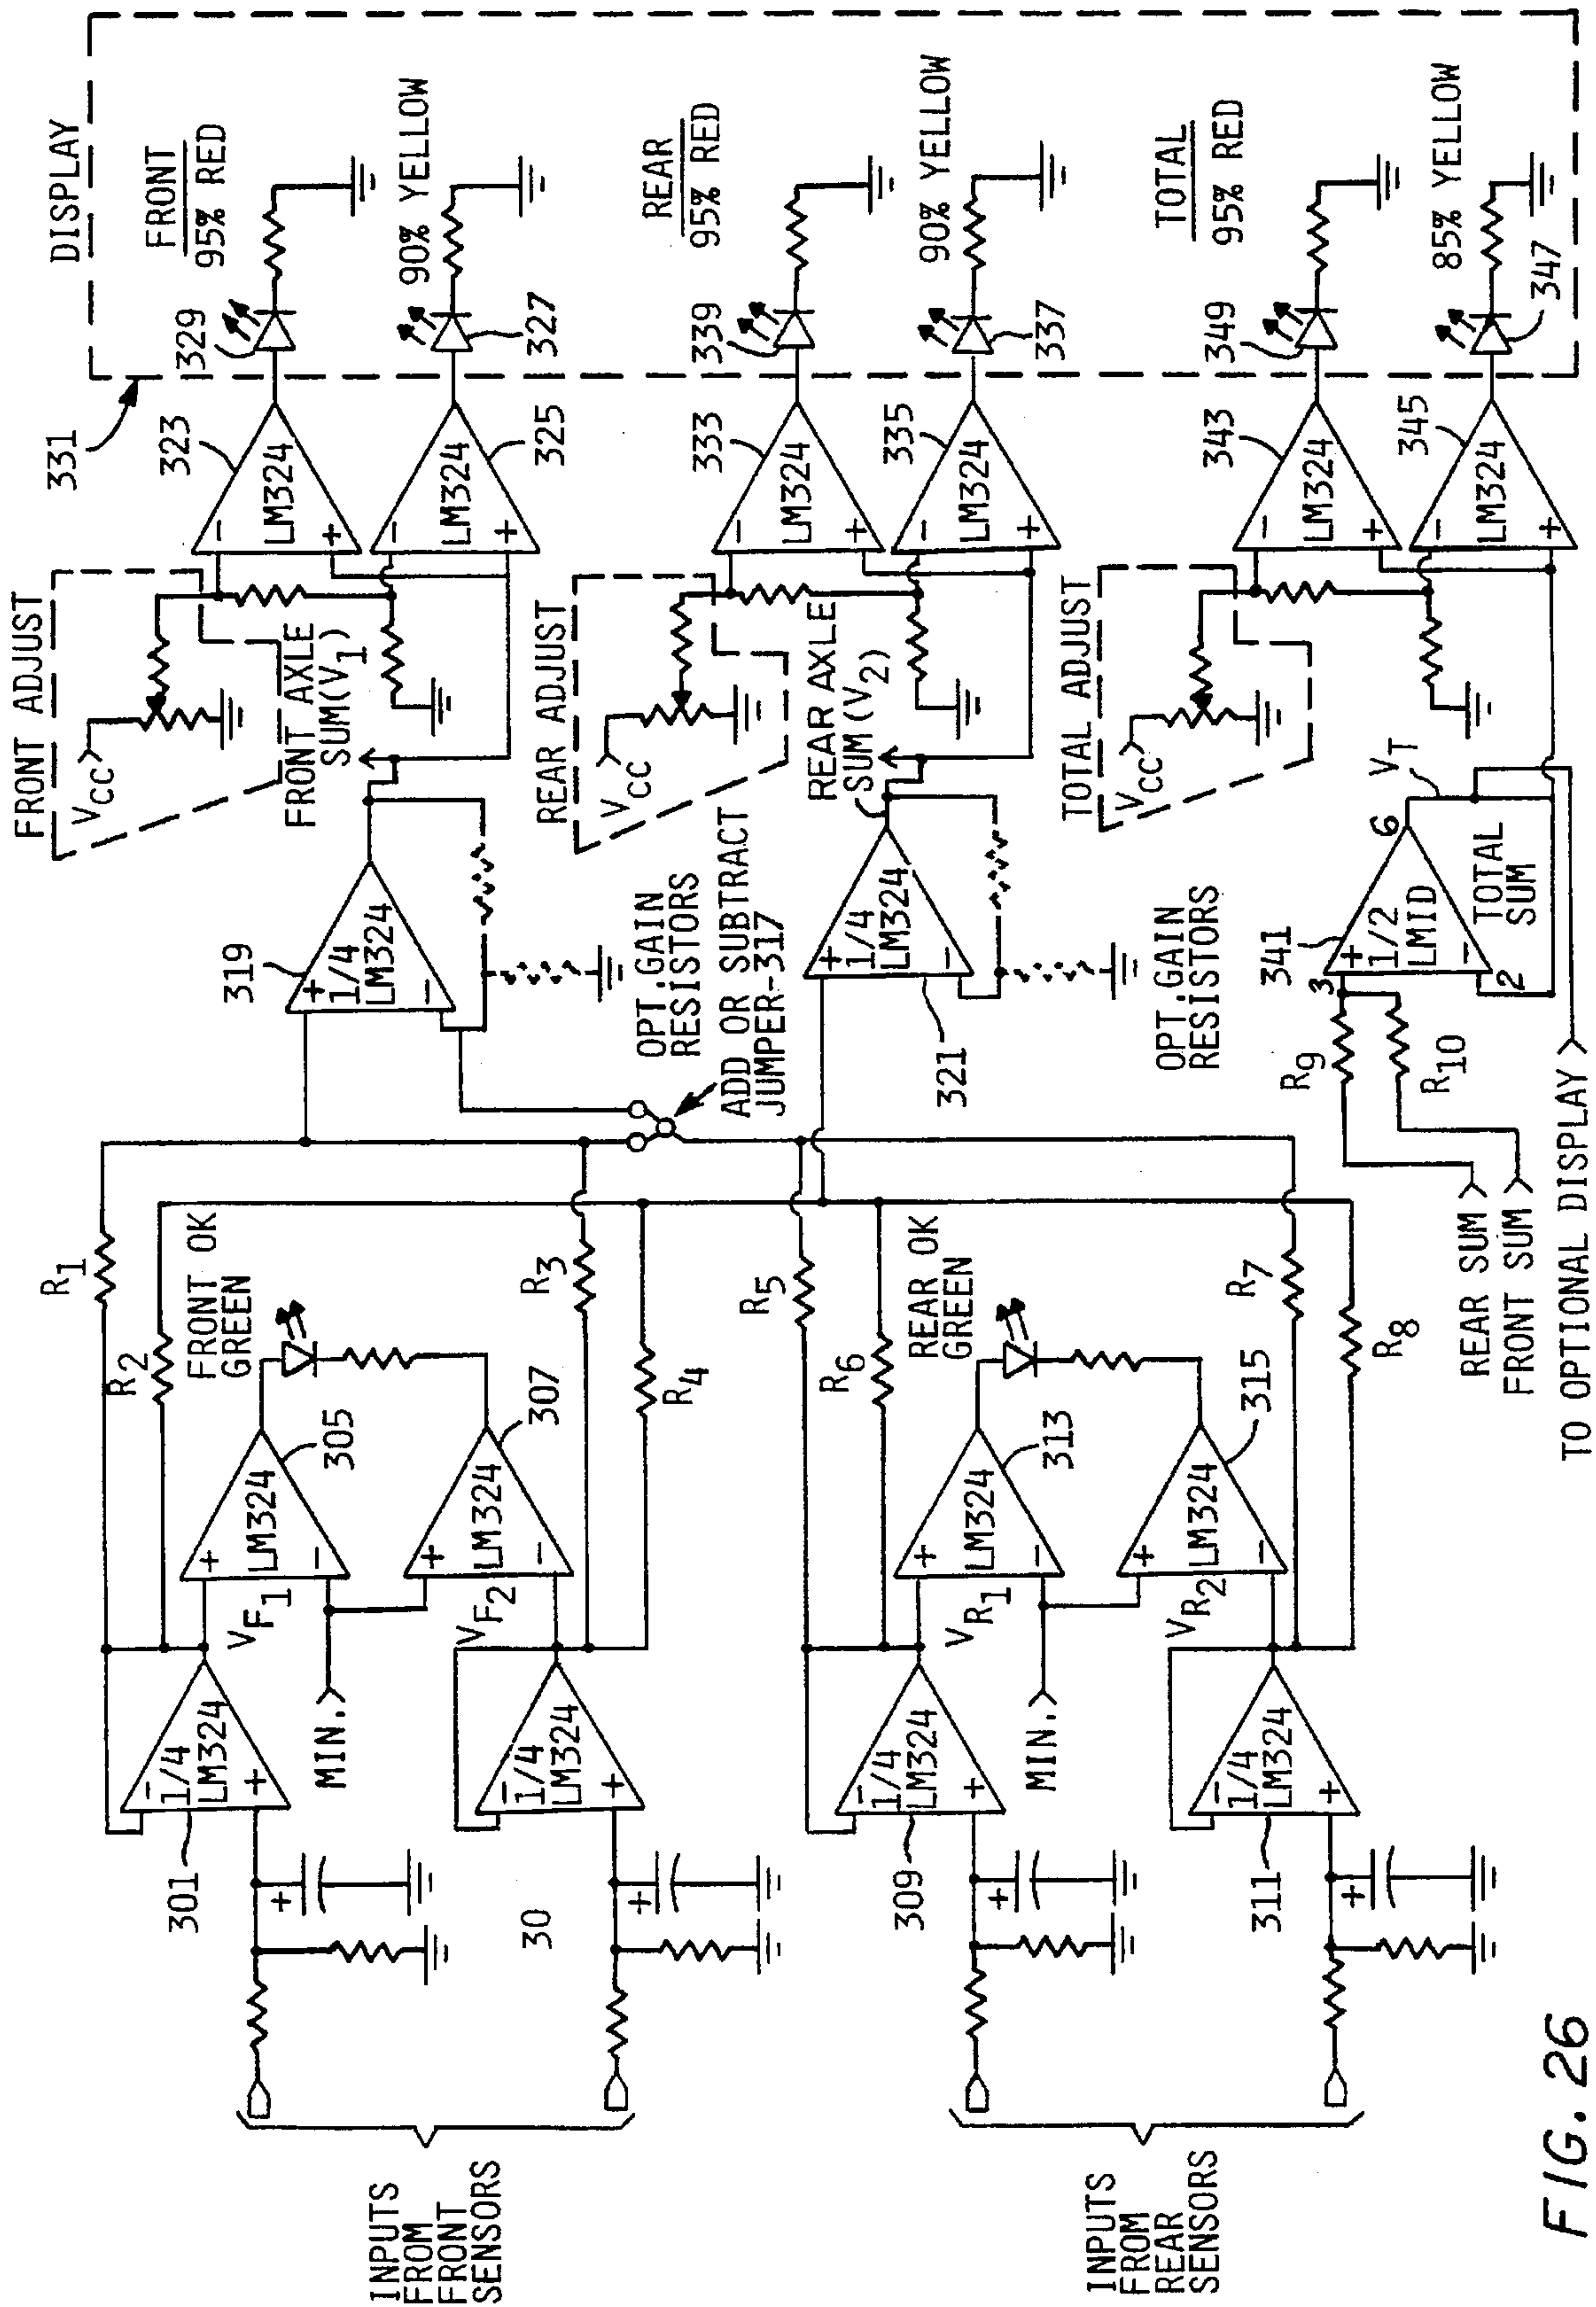 DISPLAY
331
FRONT
95% RED
329
323
LM324
-
+
90% YELLOW
327
325
LM324
-
+
REAR
95% RED
339
333
LM324
-
+
90% YELLOW
337
335
LM324
-
+
TOTAL
95% RED
349
343
LM324
-
+
85% YELLOW
347
345
LM324
-
+
FRONT ADJUST
VCC
FRONT AXLE
SUM(V1)
REAR ADJUST
VCC
REAR AXLE
SUM(V2)
TOTAL ADJUST
VCC
VT
319
+
1/4
LM324
-
OPT.GAIN
RESISTORS
ADD OR SUBTRACT
JUMPER-317
321
+
1/4
LM324
-
OPT.GAIN
RESISTORS
341
3
+
1/2
LMID
-
2
6
TOTAL
SUM
R9
R10
REAR SUM
FRONT SUM
TO OPTIONAL DISPLAY
R1
R2
FRONT OK
GREEN
R3
R4
R5
R6
REAR OK
GREEN
R7
R8
305
+
LM324
-
VF1
307
+
LM324
-
VF2
313
+
LM324
-
VR1
315
+
LM324
-
VR2
MIN.
MIN.
301
-
1/4
LM324
+
+
30
-
1/4
LM324
+
+
309
-
1/4
LM324
+
+
311
-
1/4
LM324
+
+
INPUTS
FROM
FRONT
SENSORS
INPUTS
FROM
REAR
SENSORS
FIG. 26